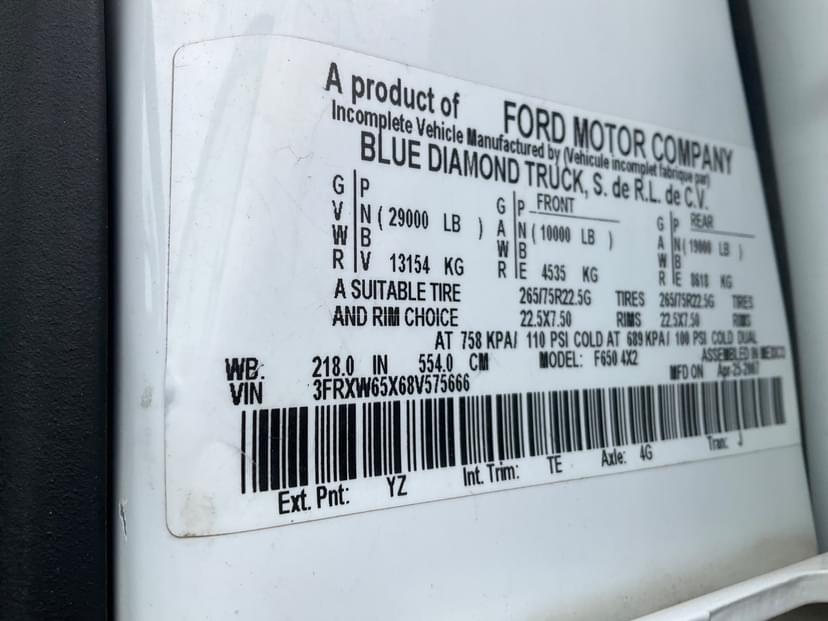 A product of FORD MOTOR COMPANY
Incomplete Vehicle Manufactured by (Vehicule incomplet fabrique par)
BLUE DIAMOND TRUCK, S. de R.L. de C.V.
G P G P FRONT G P REAR
V N ( 29000 LB ) A N ( 10000 LB ) A N ( 19000 LB )
W B W B W B
R V 13154 KG R E 4535 KG R E 8618 KG
A SUITABLE TIRE 265/75R22.5G TIRES 265/75R22.5G TIRES
AND RIM CHOICE 22.5X7.50 RIMS 22.5X7.50 RIMS
AT 758 KPA/ 110 PSI COLD AT 689 KPA/ 100 PSI COLD DUAL
WB: 218.0 IN 554.0 CM MODEL: F650 4X2 ASSEMBLED IN MEXICO
VIN 3FRXW65X68V575666 MFD ON Apr-25-2007
Ext. Pnt: YZ Int. Trim: TE Axle: 4G Tran: J